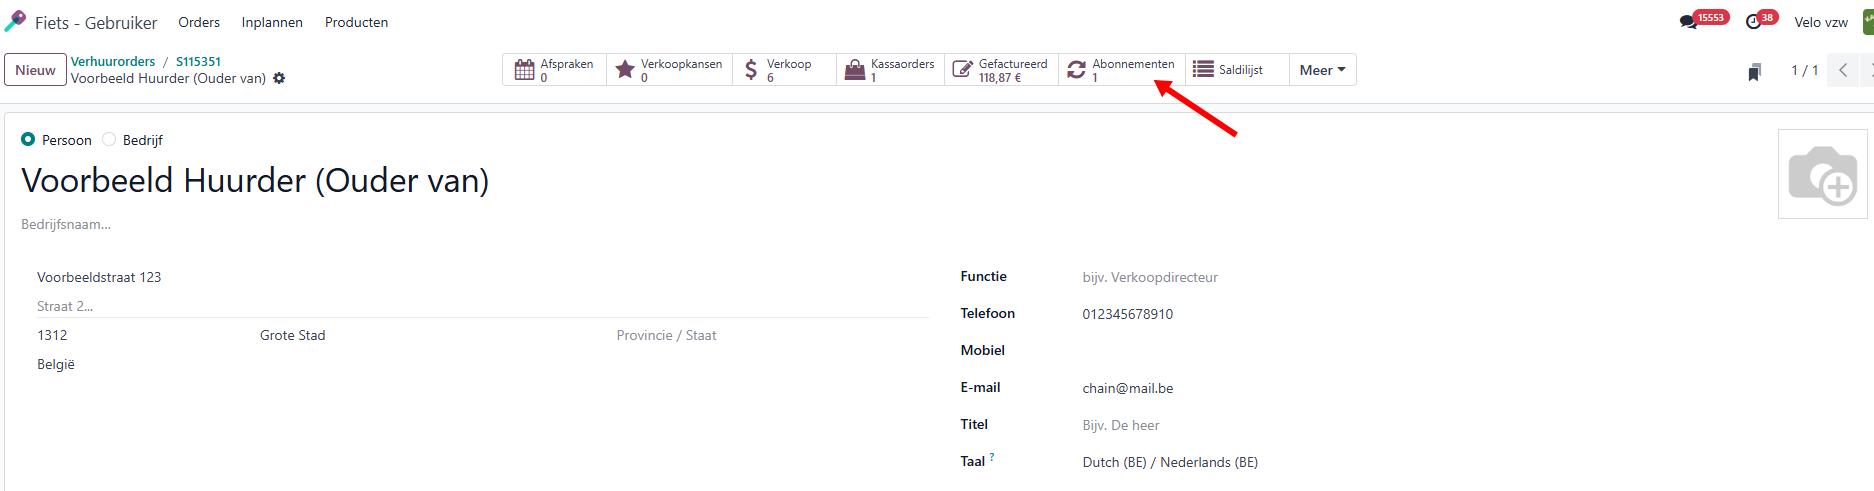 Fiets - Gebruiker Orders Inplannen Producten 15553 38 Velo vzw
Nieuw Verhuurorders / S115351
Voorbeeld Huurder (Ouder van)
Afspraken 0 Verkoopkansen 0 Verkoop 6 Kassaorders 1 Gefactureerd 118,87 € Abonnementen 1 Saldilijst Meer 1 / 1
Persoon Bedrijf
Voorbeeld Huurder (Ouder van)
Bedrijfsnaam...
Voorbeeldstraat 123
Straat 2...
1312 Grote Stad Provincie / Staat
België
Functie bijv. Verkoopdirecteur
Telefoon 012345678910
Mobiel
E-mail chain@mail.be
Titel Bijv. De heer
Taal ? Dutch (BE) / Nederlands (BE)